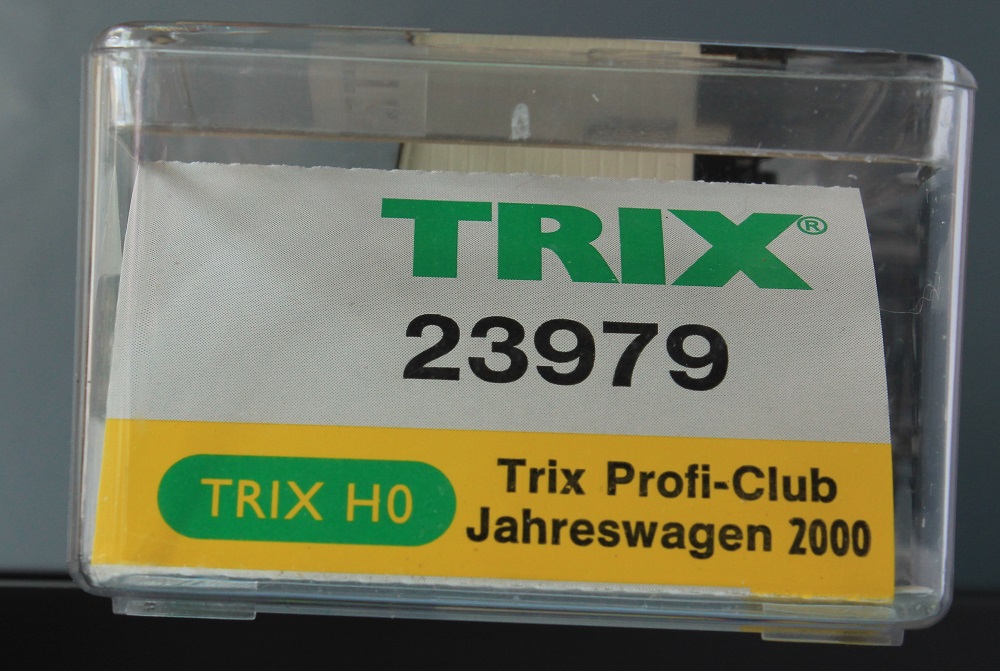 TRIX®
23979
TRIX H0
Trix Profi-Club
Jahreswagen 2000